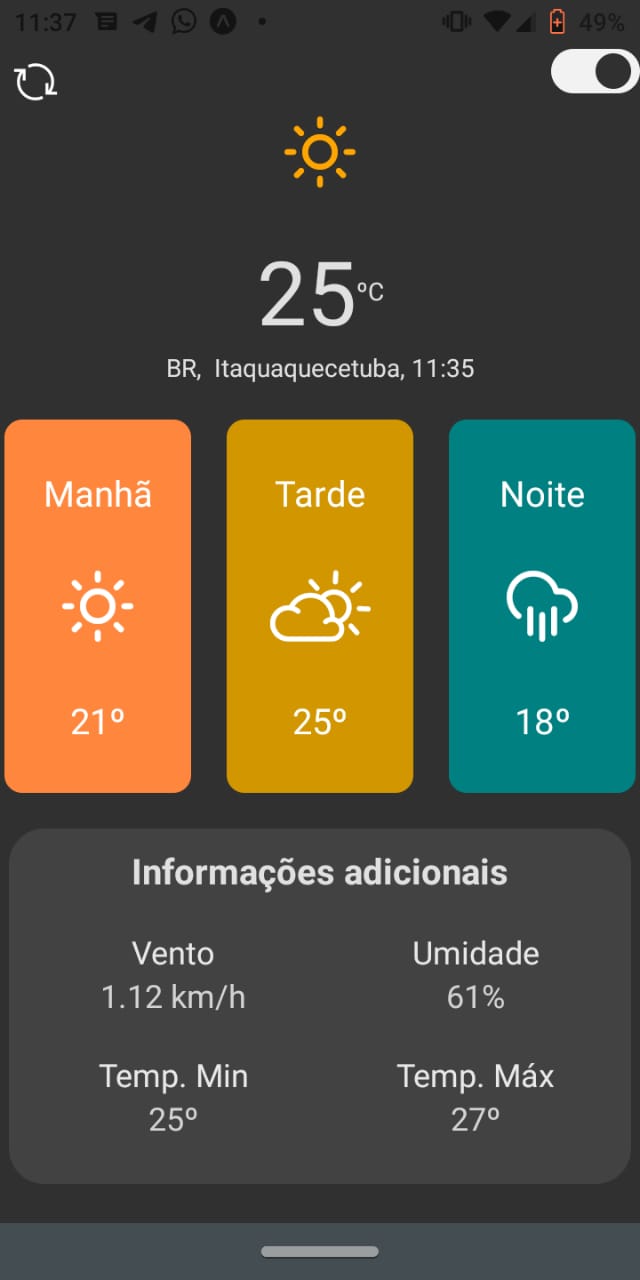 11:37 49%
25ºC
BR, Itaquaquecetuba, 11:35
Manhã Tarde Noite
21º 25º 18º
Informações adicionais
Vento Umidade
1.12 km/h 61%
Temp. Min Temp. Máx
25º 27º